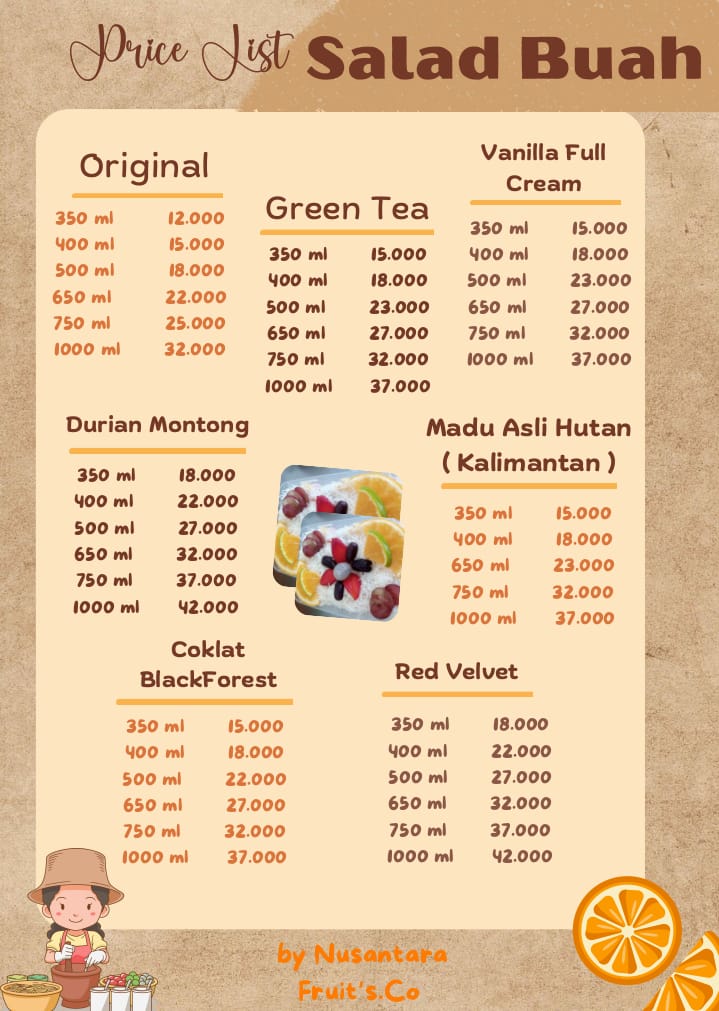 Price List Salad Buah
Original
350 ml 12.000
400 ml 15.000
500 ml 18.000
650 ml 22.000
750 ml 25.000
1000 ml 32.000
Green Tea
350 ml 15.000
400 ml 18.000
500 ml 23.000
650 ml 27.000
750 ml 32.000
1000 ml 37.000
Vanilla Full
Cream
350 ml 15.000
400 ml 18.000
500 ml 23.000
650 ml 27.000
750 ml 32.000
1000 ml 37.000
Durian Montong
350 ml 18.000
400 ml 22.000
500 ml 27.000
650 ml 32.000
750 ml 37.000
1000 ml 42.000
Madu Asli Hutan
( Kalimantan )
350 ml 15.000
400 ml 18.000
650 ml 23.000
750 ml 32.000
1000 ml 37.000
Coklat
BlackForest
350 ml 15.000
400 ml 18.000
500 ml 22.000
650 ml 27.000
750 ml 32.000
1000 ml 37.000
Red Velvet
350 ml 18.000
400 ml 22.000
500 ml 27.000
650 ml 32.000
750 ml 37.000
1000 ml 42.000
by Nusantara
Fruit's.Co